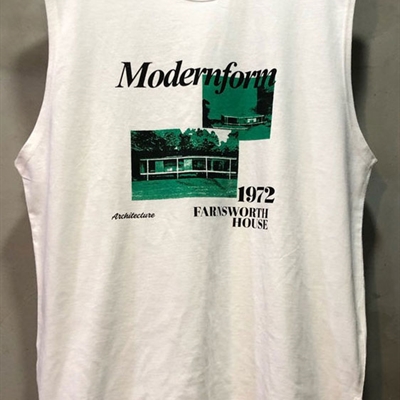 Modernform
1972
Architecture
FARNSWORTH
HOUSE